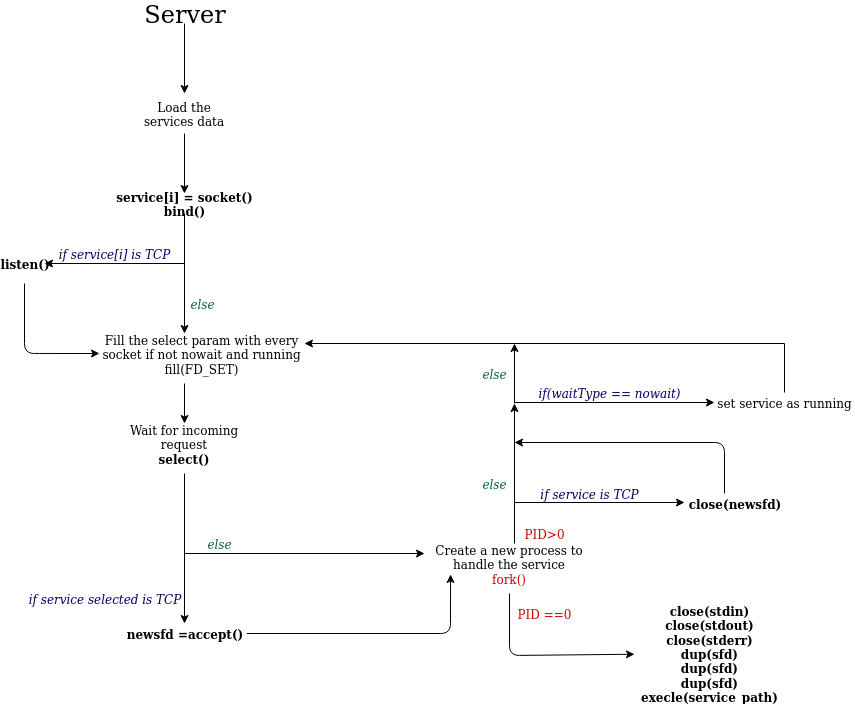 Server
Load the
services data
service[i] = socket()
bind()
if service[i] is TCP
listen()
else
Fill the select param with every
socket if not nowait and running
fill(FD_SET)
Wait for incoming
request
select()
else
if service selected is TCP
newsfd =accept()
else
if(waitType == nowait)
set service as running
else
if service is TCP
close(newsfd)
PID>0
Create a new process to
handle the service
fork()
PID ==0
close(stdin)
close(stdout)
close(stderr)
dup(sfd)
dup(sfd)
dup(sfd)
execle(service_path)